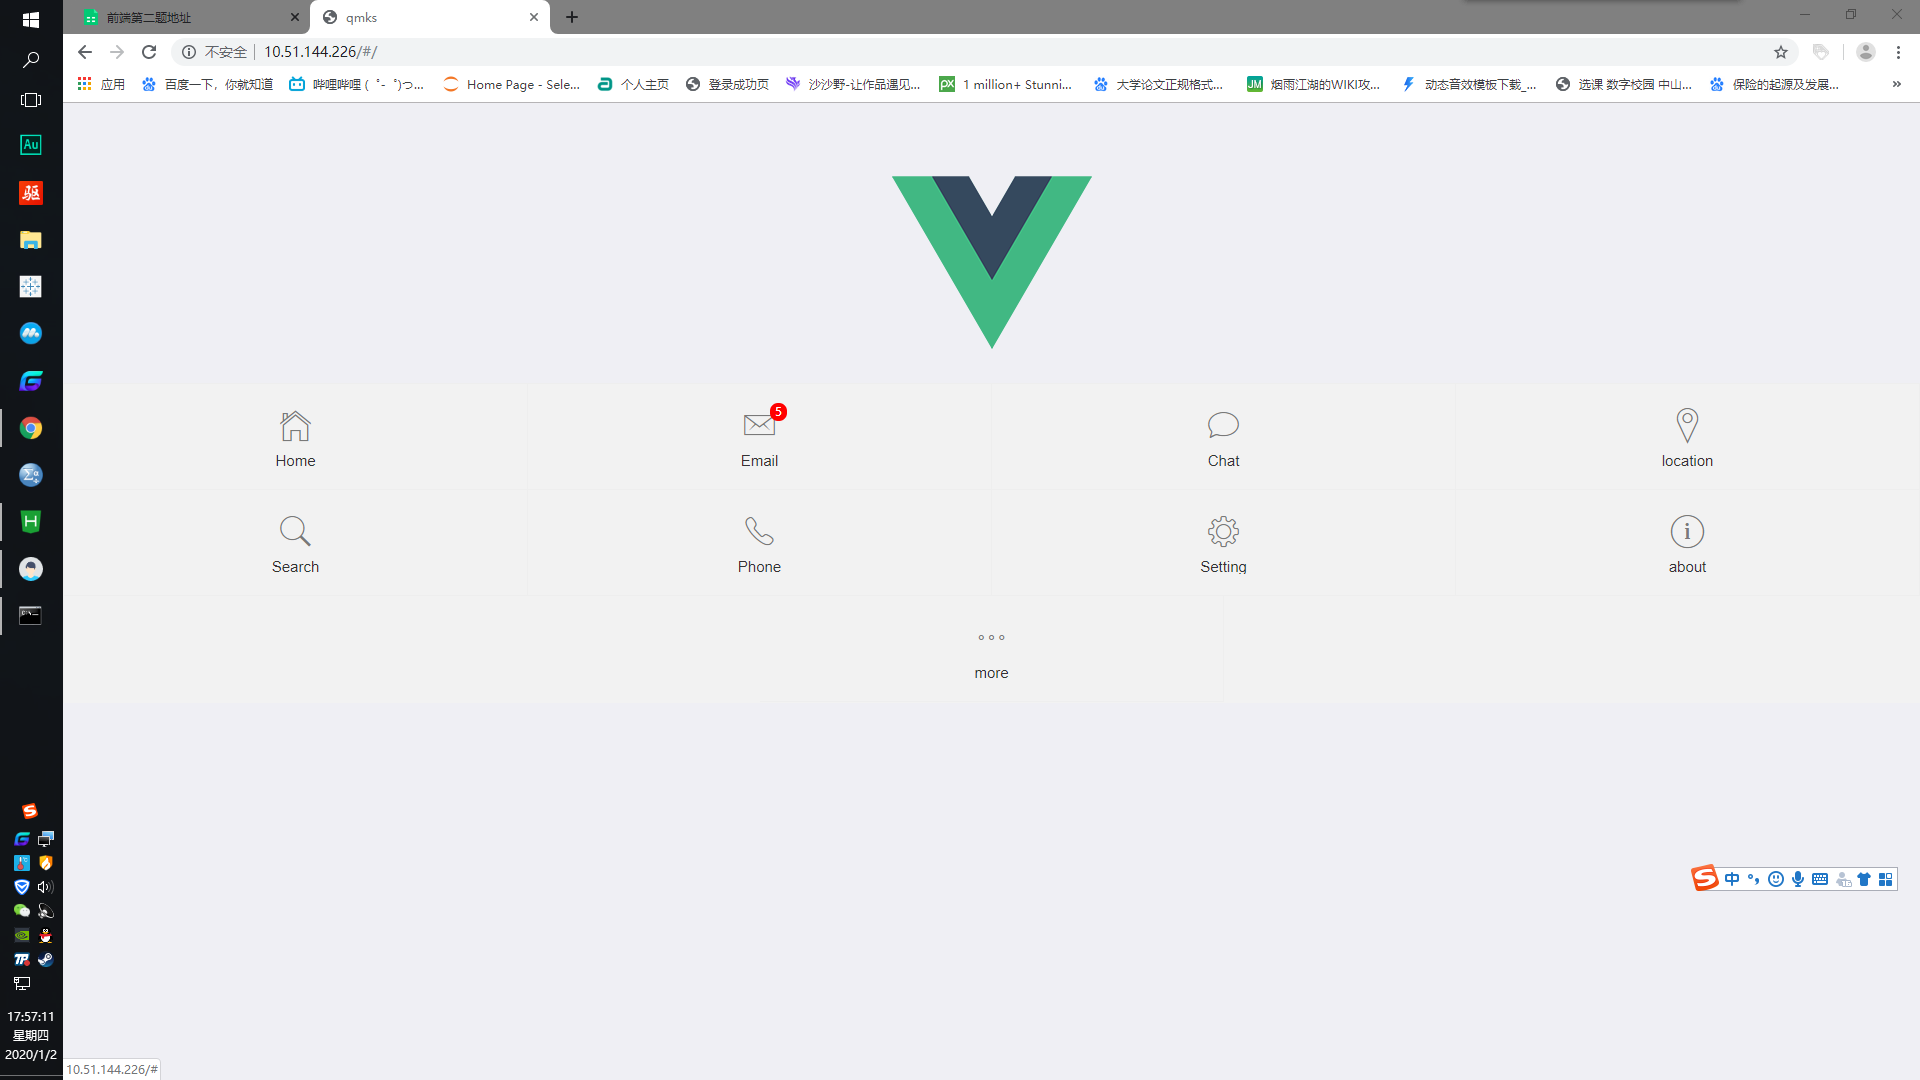 前端第二题地址
qmks
不安全 10.51.144.226/#/
应用 百度一下，你就知道 哔哩哔哩 (゜-゜)つ... Home Page - Sele... 个人主页 登录成功页 沙沙野-让作品遇见... 1 million+ Stunni... 大学论文正规格式... 烟雨江湖的WIKI攻... 动态音效模板下载_... 选课 数字校园 中山... 保险的起源及发展... »
Au
驱
5
Home Email Chat location
Search Phone Setting about
more
中
17:57:11
星期四
2020/1/2
10.51.144.226/#